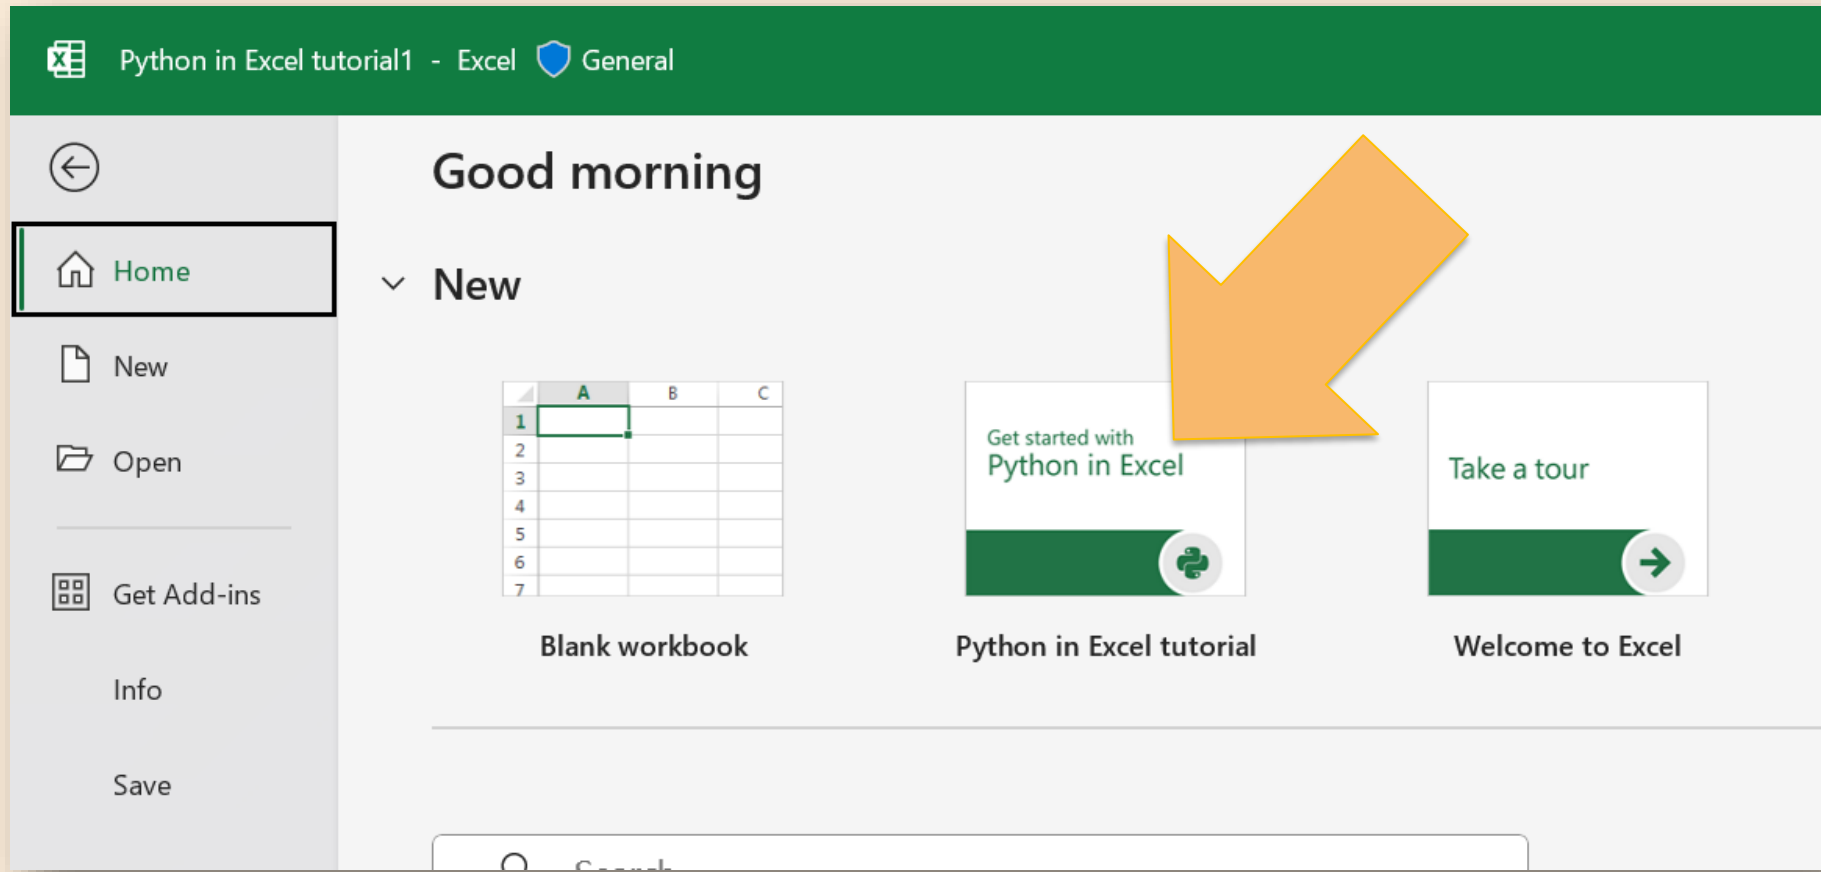 Python in Excel tutorial1 - Excel General
Good morning
Home
New
New
Open
Get Add-ins
Info
Save
A B C
1
2
3
4
5
6
7
Blank workbook
Get started with
Python in Excel
Python in Excel tutorial
Take a tour
Welcome to Excel
Search